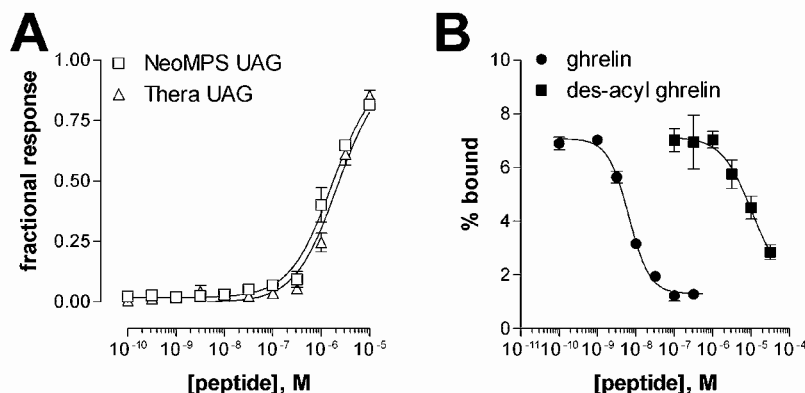 A
NeoMPS UAG
Thera UAG
fractional response
1.00
0.75
0.50
0.25
0.00
10⁻¹⁰ 10⁻⁹ 10⁻⁸ 10⁻⁷ 10⁻⁶ 10⁻⁵
[peptide], M
B
ghrelin
des-acyl ghrelin
% bound
10
8
6
4
2
0
10⁻¹¹ 10⁻¹⁰ 10⁻⁹ 10⁻⁸ 10⁻⁷ 10⁻⁶ 10⁻⁵ 10⁻⁴
[peptide], M